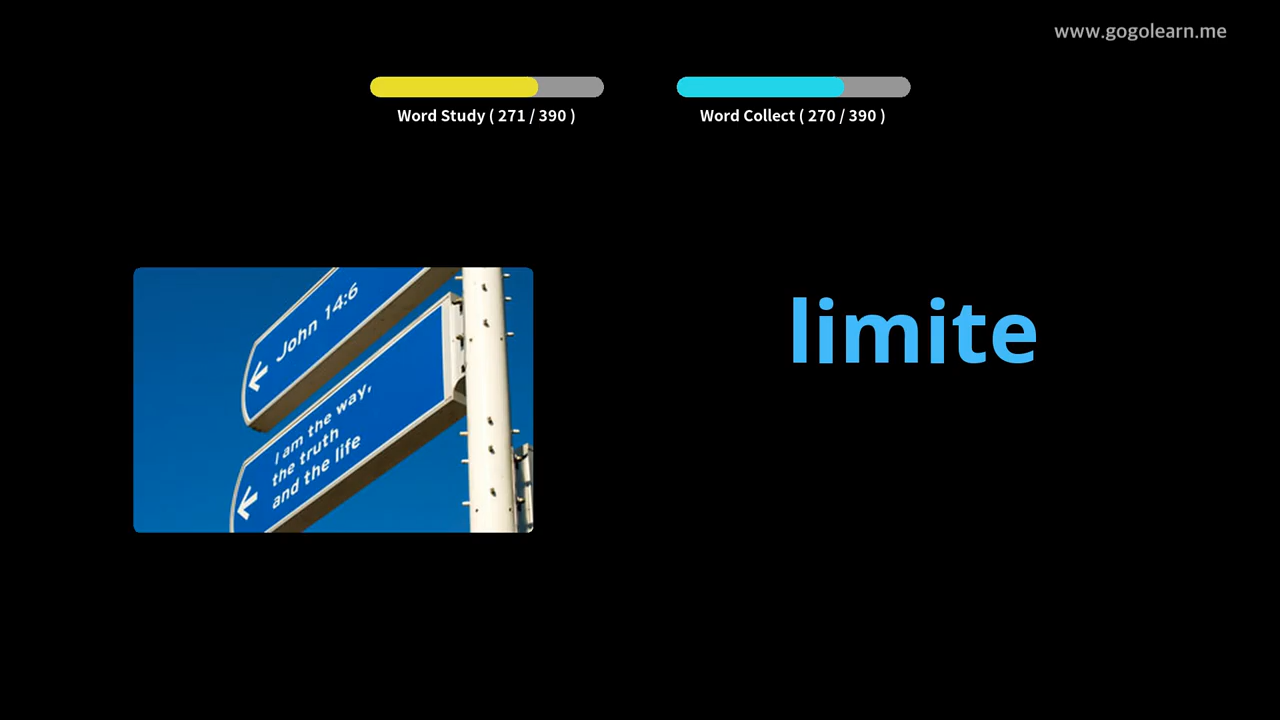 www.gogolearn.me
Word Study ( 271 / 390 )
Word Collect ( 270 / 390 )
John 14:6
I am the way,
the truth
and the life
limite